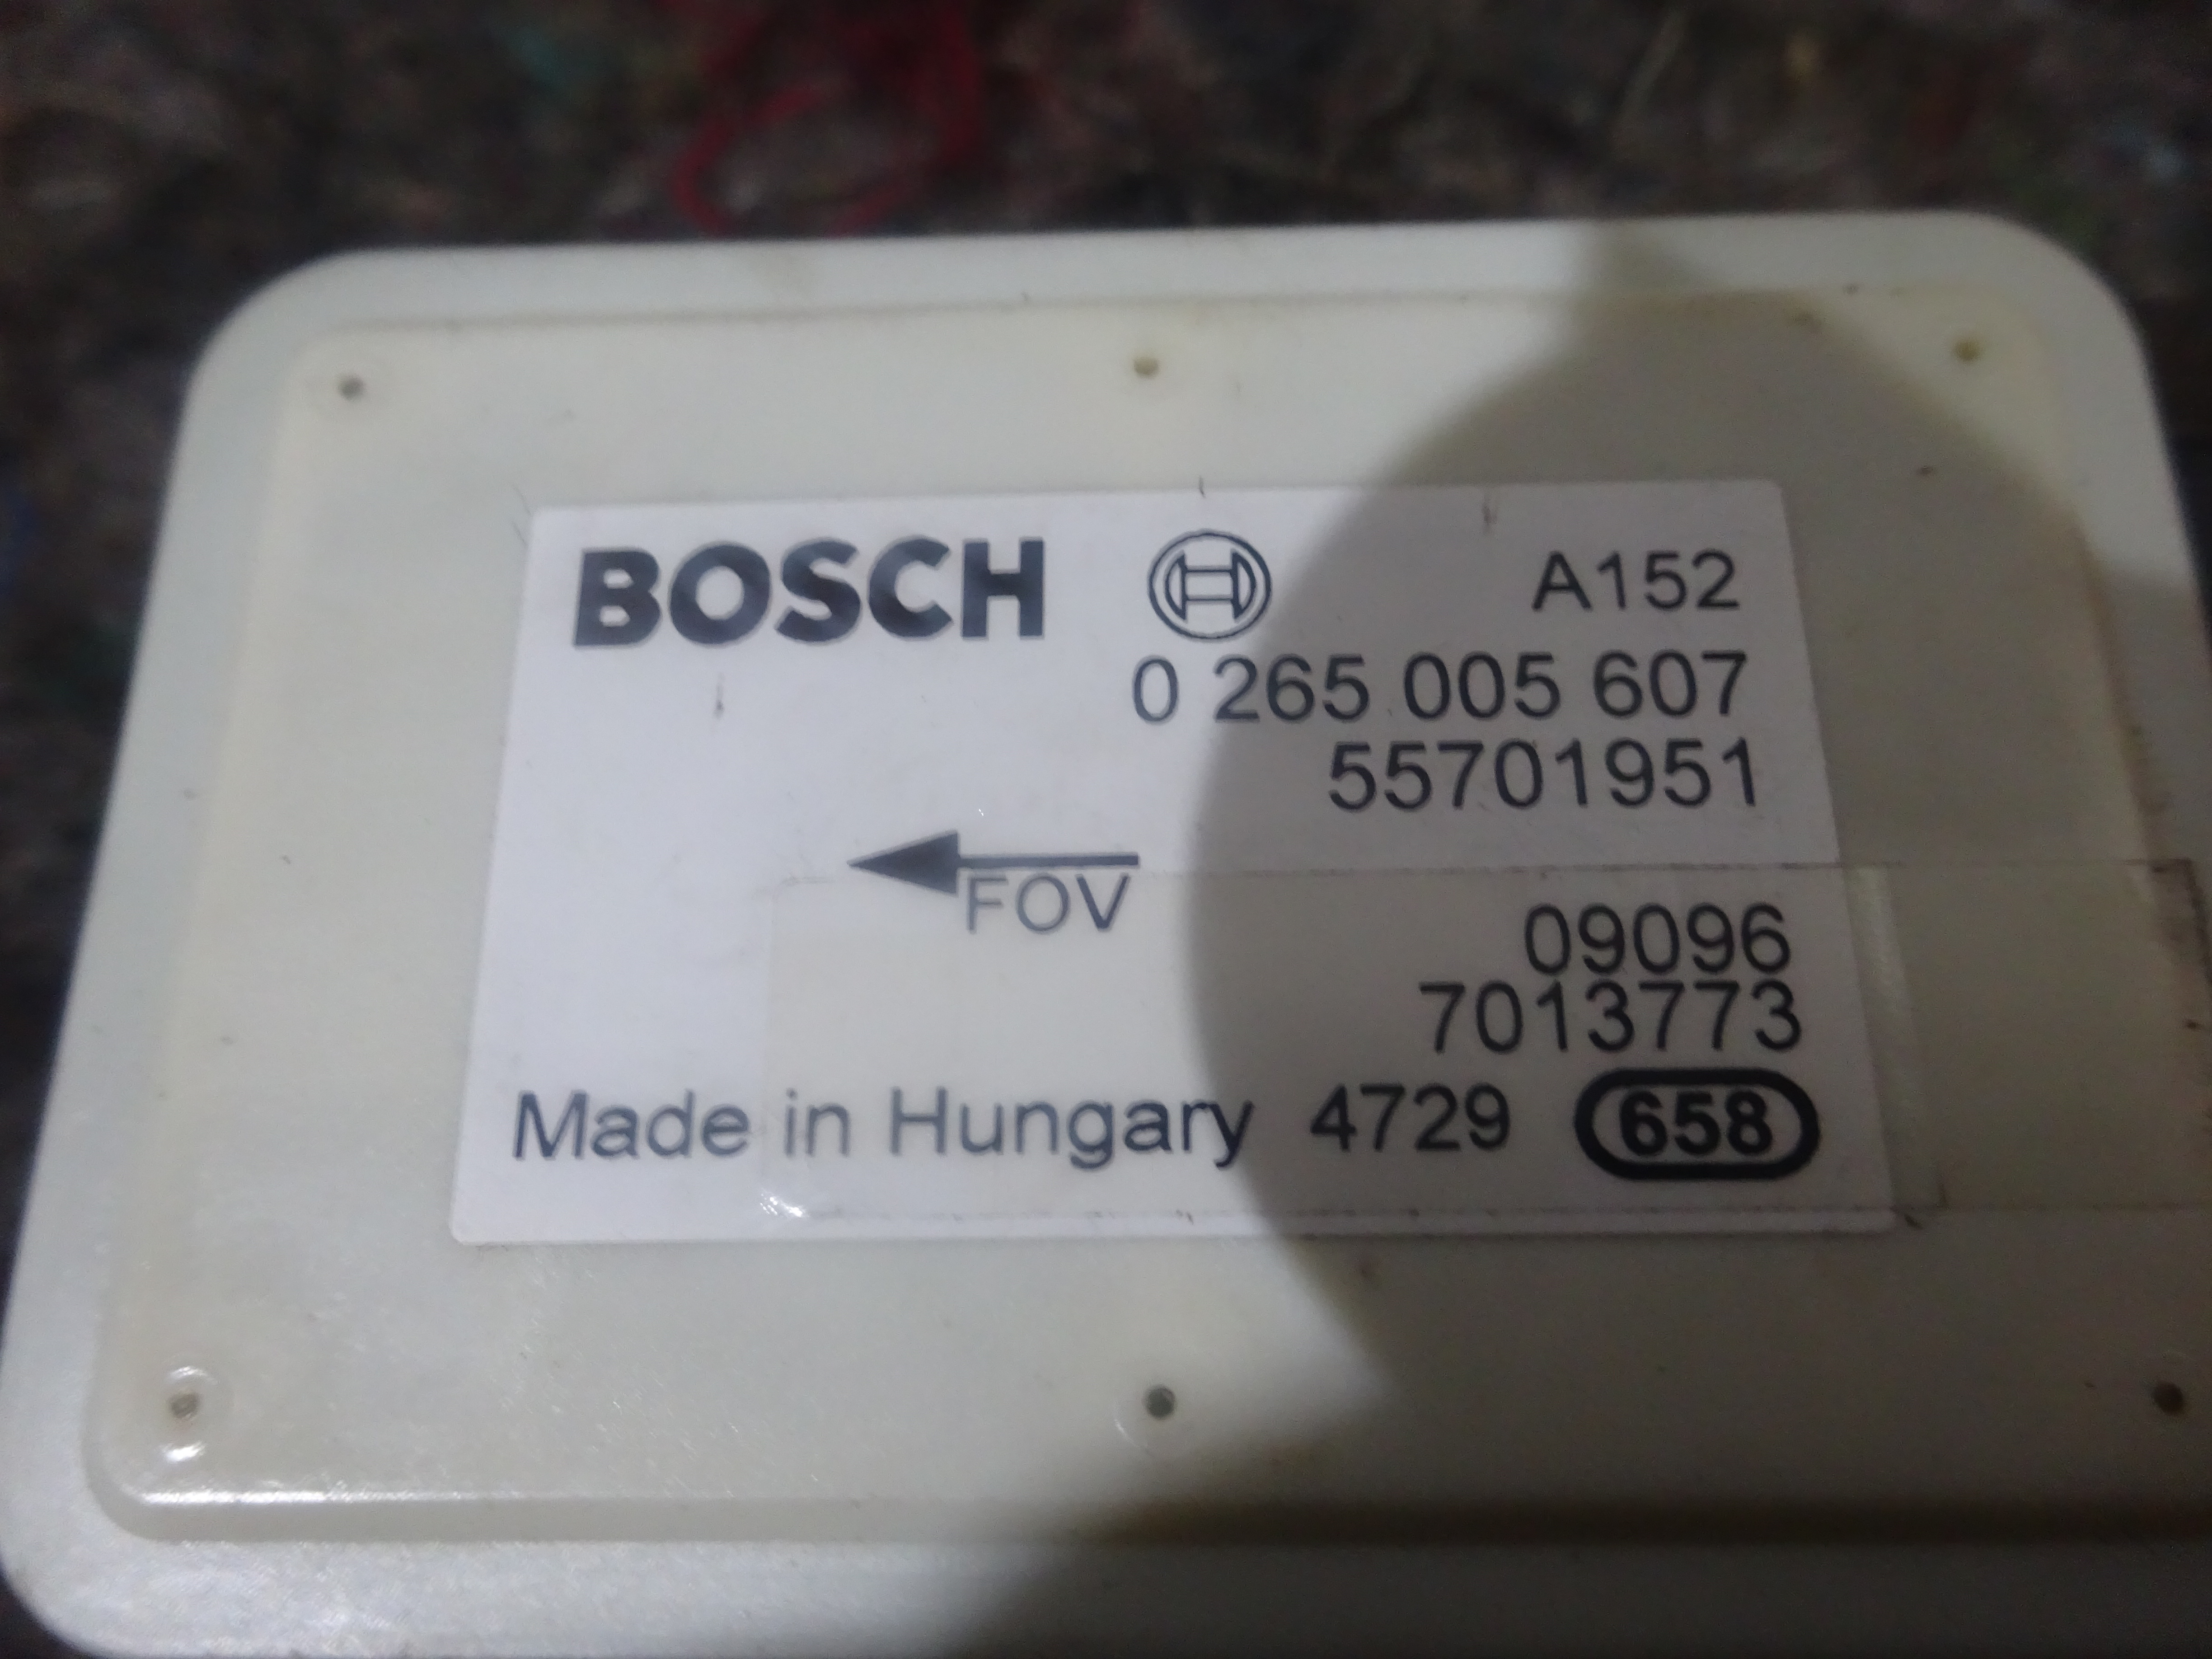 BOSCH A152
0 265 005 607
55701951
FOV
09096
7013773
Made in Hungary 4729 658